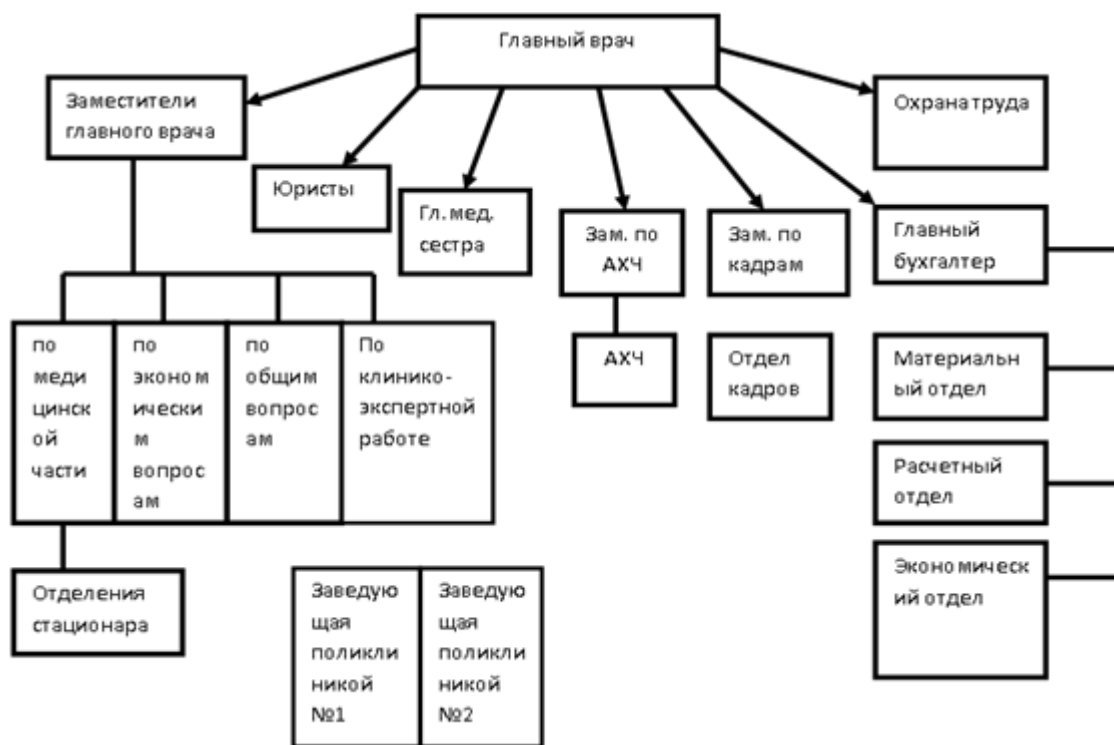 Главный врач
Заместители
главного врача
Охрана труда
Юристы
Гл. мед.
сестра
Зам. по
АХЧ
Зам. по
кадрам
Главный
бухгалтер
по
меди
цинск
ой
части
по
эконом
ически
м
вопрос
ам
по
общим
вопрос
ам
По
клинико-
экспертной
работе
АХЧ
Отдел
кадров
Материальн
ый отдел
Расчетный
отдел
Экономическ
ий отдел
Отделения
стационара
Заведую
щая
поликли
никой
№1
Заведую
щая
поликли
никой
№2